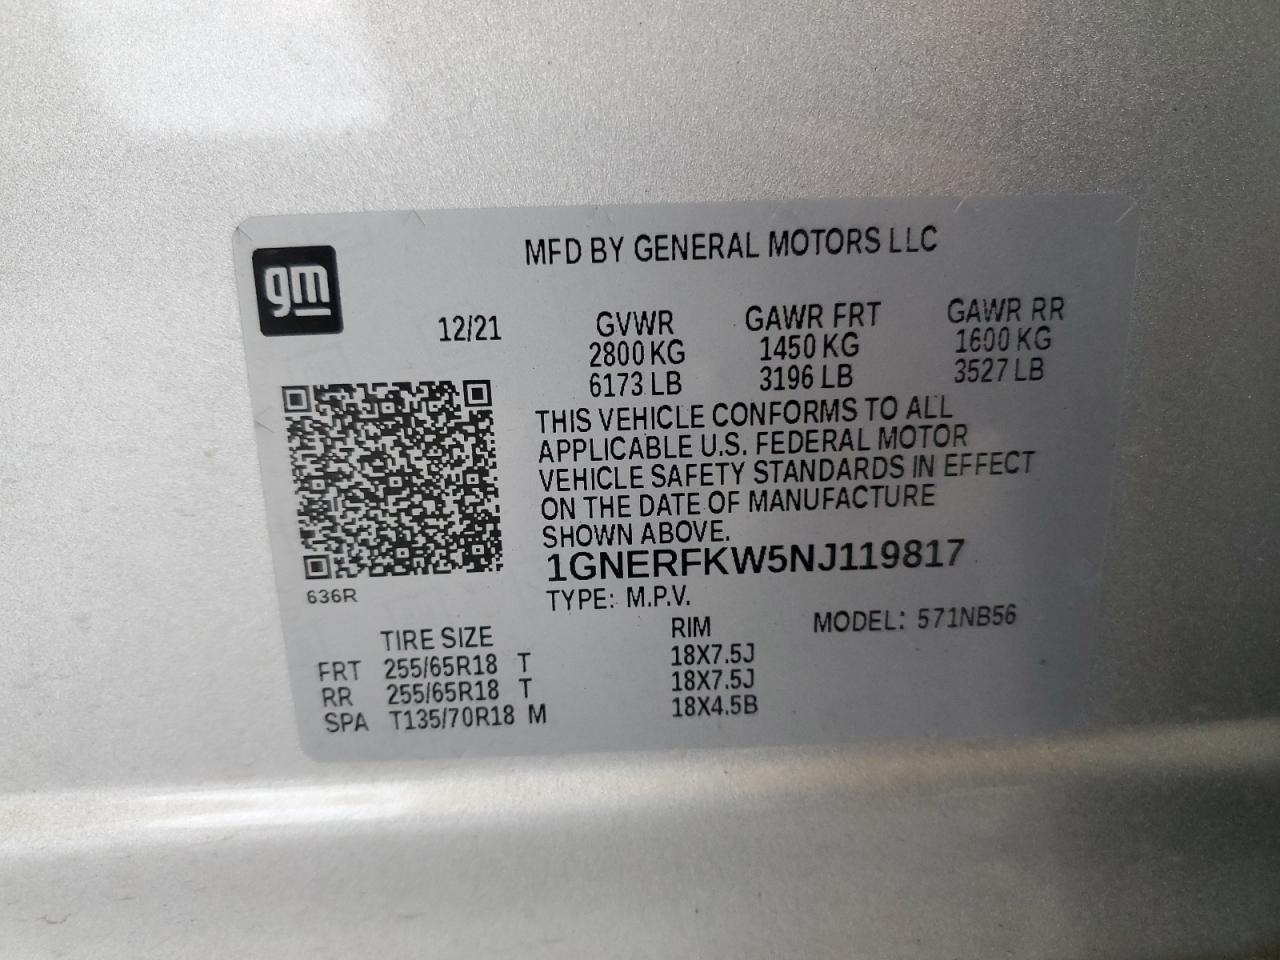 gm
MFD BY GENERAL MOTORS LLC
12/21 GVWR GAWR FRT GAWR RR
2800 KG 1450 KG 1600 KG
6173 LB 3196 LB 3527 LB
THIS VEHICLE CONFORMS TO ALL
APPLICABLE U.S. FEDERAL MOTOR
VEHICLE SAFETY STANDARDS IN EFFECT
ON THE DATE OF MANUFACTURE
SHOWN ABOVE.
1GNERFKW5NJ119817
636R
TYPE: M.P.V.
MODEL: 571NB56
TIRE SIZE RIM
FRT 255/65R18 T 18X7.5J
RR 255/65R18 T 18X7.5J
SPA T135/70R18 M 18X4.5B